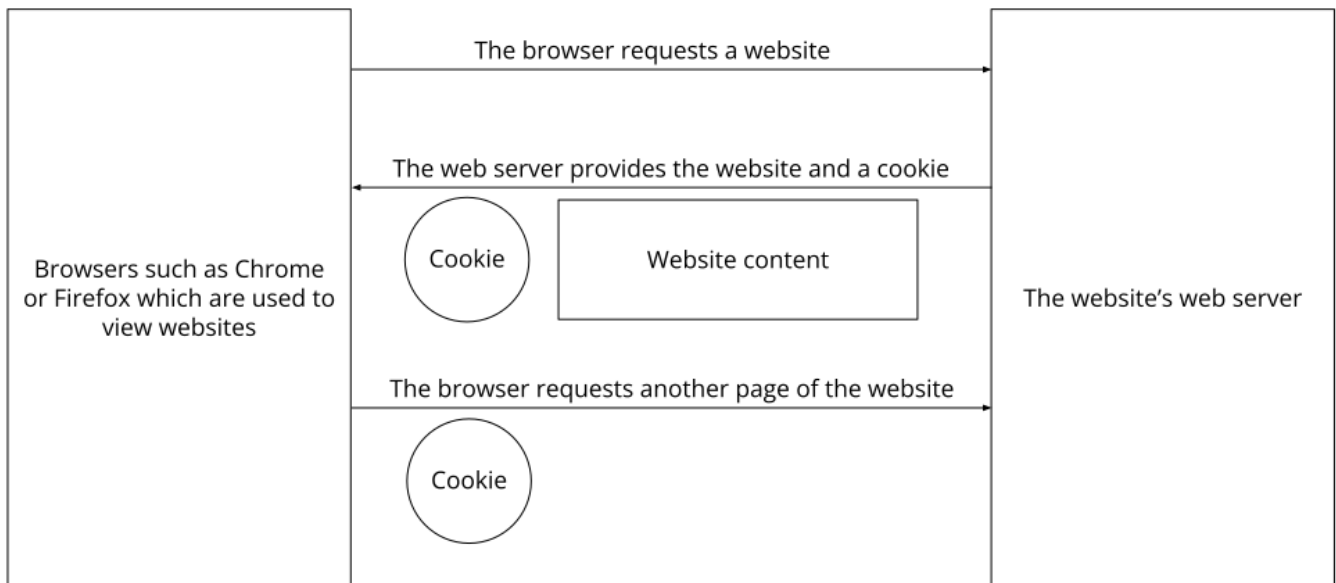 The browser requests a website
The web server provides the website and a cookie
Cookie
Website content
Browsers such as Chrome
or Firefox which are used to
view websites
The website’s web server
The browser requests another page of the website
Cookie